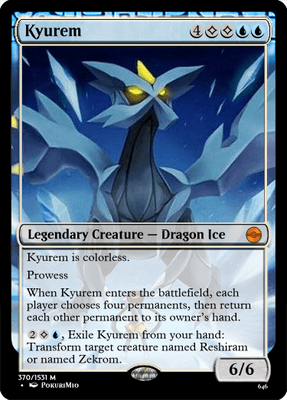 Kyurem 4
Legendary Creature — Dragon Ice
Kyurem is colorless.
Prowess
When Kyurem enters the battlefield, each
player chooses four permanents, then return
each other permanent to its owner's hand.
2 , Exile Kyurem from your hand:
Transform target creature named Reshiram
or named Zekrom.
6/6
370/1531 M
• PokuriMio
646